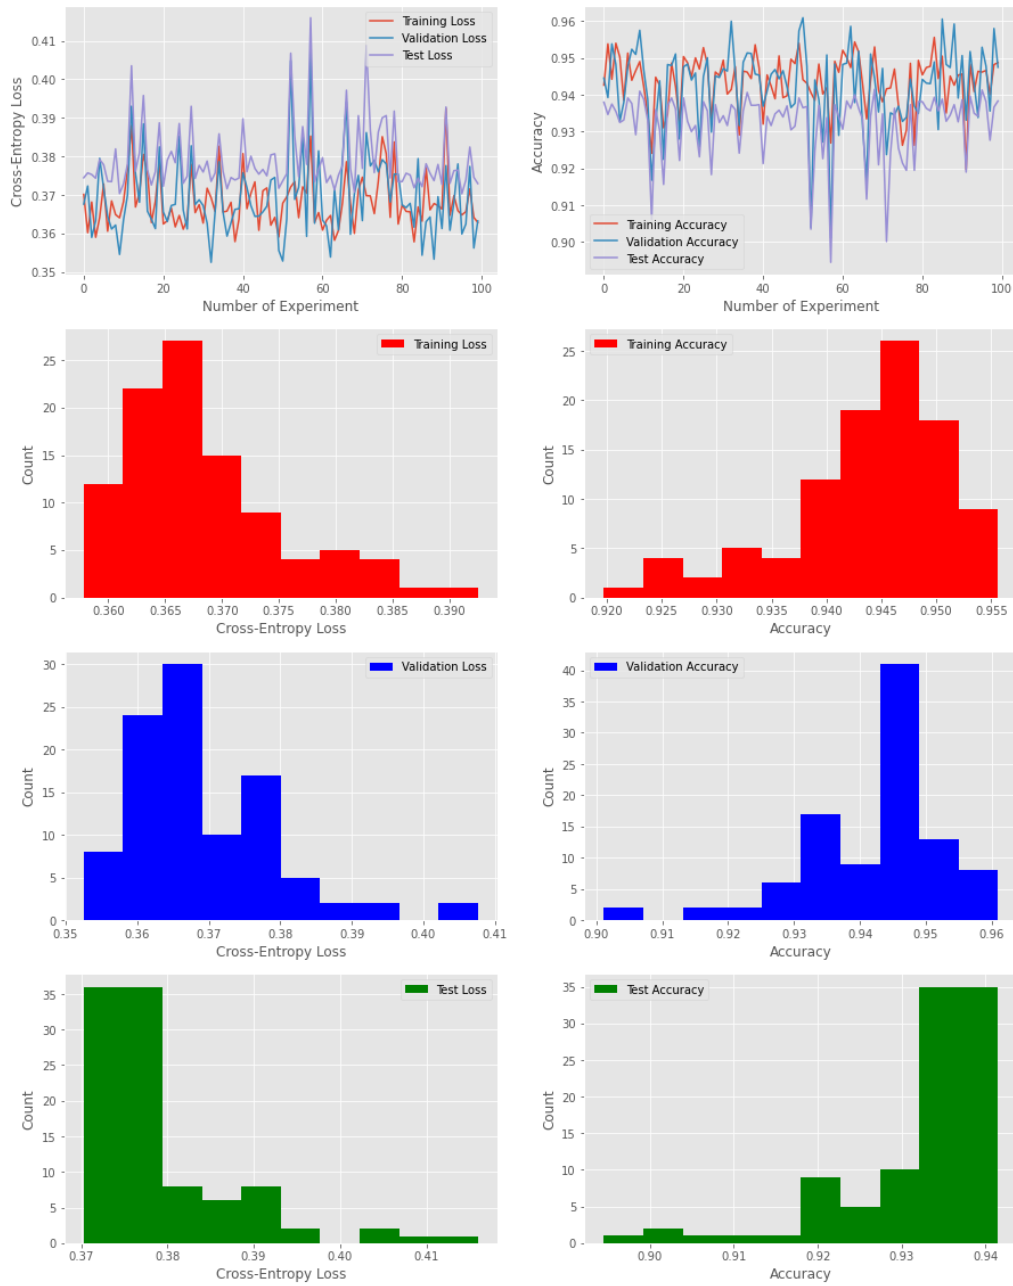 Training Loss
Validation Loss
Test Loss
0.41
0.40
0.39
0.38
0.37
0.36
0.35
Cross-Entropy Loss
0 20 40 60 80 100
Number of Experiment
0.96
0.95
0.94
0.93
0.92
0.91
0.90
Accuracy
Training Accuracy
Validation Accuracy
Test Accuracy
0 20 40 60 80 100
Number of Experiment
Training Loss
25
20
15
10
5
0
Count
0.360 0.365 0.370 0.375 0.380 0.385 0.390
Cross-Entropy Loss
Training Accuracy
25
20
15
10
5
0
Count
0.920 0.925 0.930 0.935 0.940 0.945 0.950 0.955
Accuracy
Validation Loss
30
25
20
15
10
5
0
Count
0.35 0.36 0.37 0.38 0.39 0.40 0.41
Cross-Entropy Loss
Validation Accuracy
40
35
30
25
20
15
10
5
0
Count
0.90 0.91 0.92 0.93 0.94 0.95 0.96
Accuracy
Test Loss
35
30
25
20
15
10
5
0
Count
0.37 0.38 0.39 0.40 0.41
Cross-Entropy Loss
Test Accuracy
35
30
25
20
15
10
5
0
Count
0.90 0.91 0.92 0.93 0.94
Accuracy